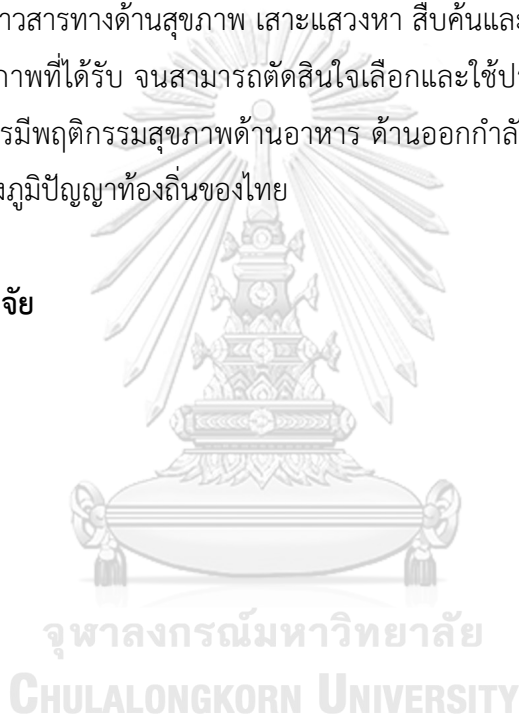 าวสารทางด้านสุขภาพ เสาะแสวงหา สืบค้นและ
ภาพที่ได้รับ จนสามารถตัดสินใจเลือกและใช้ป
รมีพฤติกรรมสุขภาพด้านอาหาร ด้านออกกำลั
งภูมิปัญญาท้องถิ่นของไทย
จัย
จุฬาลงกรณ์มหาวิทยาลัย
CHULALONGKORN UNIVERSITY